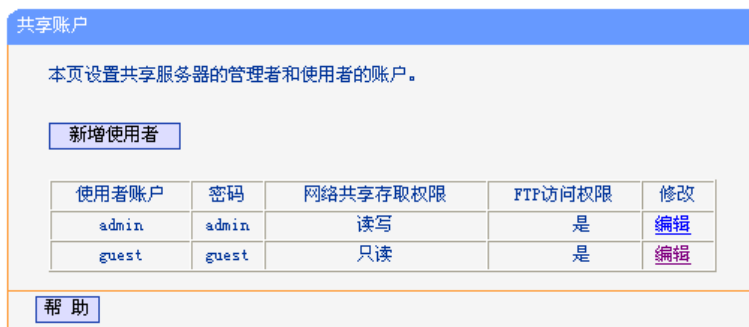 共享账户
本页设置共享服务器的管理者和使用者的账户。
新增使用者
使用者账户 密码 网络共享存取权限 FTP访问权限 修改
admin admin 读写 是 编辑
guest guest 只读 是 编辑
帮 助